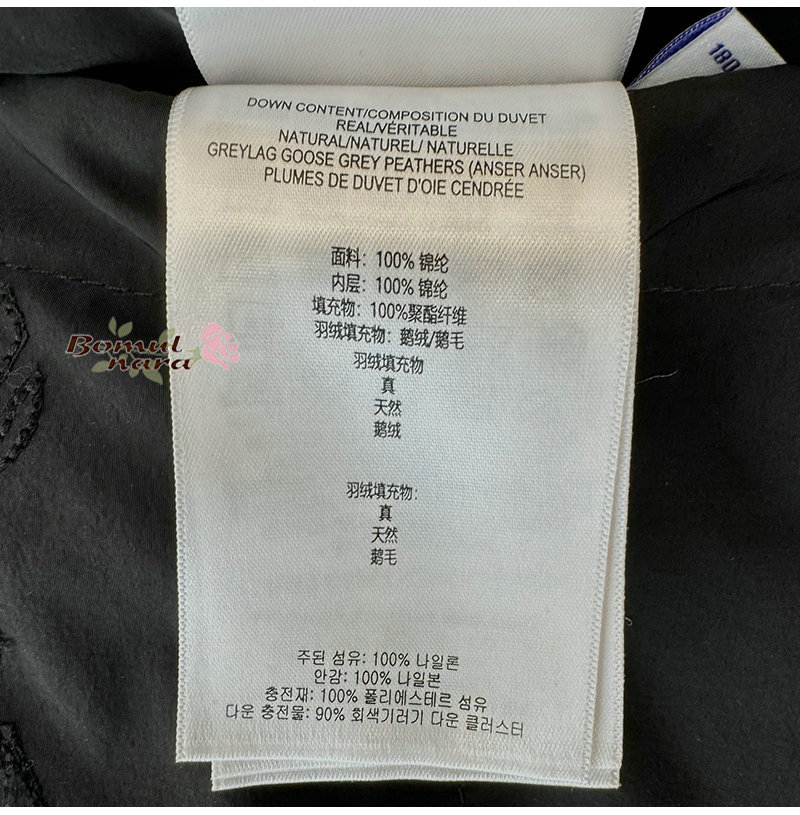 180
DOWN CONTENT/COMPOSITION DU DUVET
REAL/VÉRITABLE
NATURAL/NATUREL/ NATURELLE
GREYLAG GOOSE GREY PEATHERS (ANSER ANSER)
PLUMES DE DUVET D'OIE CENDRÉE
面料: 100% 锦纶
内层: 100% 锦纶
填充物: 100%聚酯纤维
羽绒填充物: 鹅绒/鹅毛
羽绒填充物
真
天然
鹅绒
Bomul
nara
羽绒填充物:
真
天然
鹅毛
주된 섬유: 100% 나일론
안감: 100% 나일본
충전재: 100% 폴리에스테르 섬유
다운 충전물: 90% 회색기러기 다운 클러스터